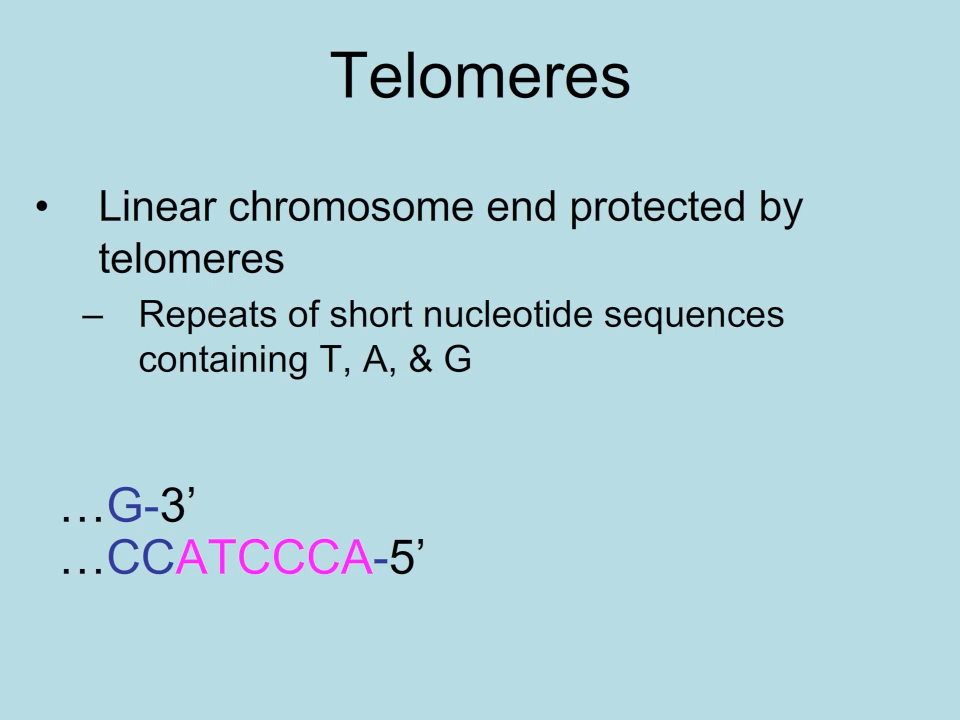 Telomeres
• Linear chromosome end protected by
telomeres
– Repeats of short nucleotide sequences
containing T, A, & G
…G-3’
…CCATCCCA-5’